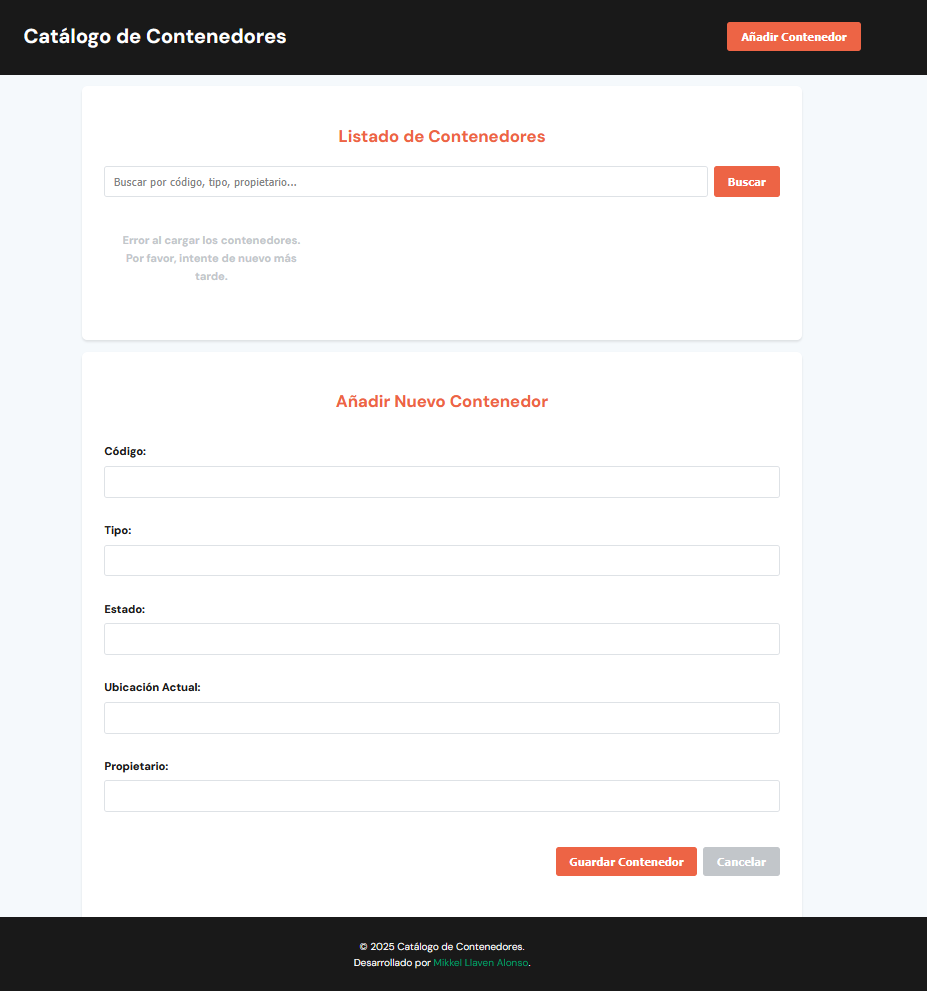 Catálogo de Contenedores
Añadir Contenedor
Listado de Contenedores
Buscar por código, tipo, propietario...
Buscar
Error al cargar los contenedores.
Por favor, intente de nuevo más
tarde.
Añadir Nuevo Contenedor
Código:
Tipo:
Estado:
Ubicación Actual:
Propietario:
Guardar Contenedor
Cancelar
© 2025 Catálogo de Contenedores.
Desarrollado por Mikkel Llaven Alonso.